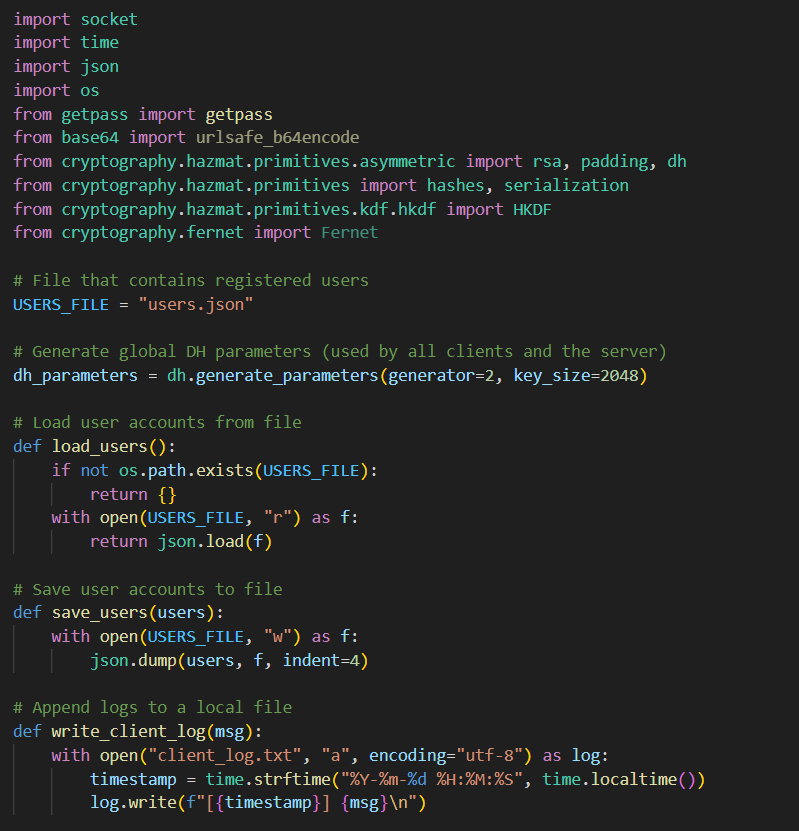 import socket
import time
import json
import os
from getpass import getpass
from base64 import urlsafe_b64encode
from cryptography.hazmat.primitives.asymmetric import rsa, padding, dh
from cryptography.hazmat.primitives import hashes, serialization
from cryptography.hazmat.primitives.kdf.hkdf import HKDF
from cryptography.fernet import Fernet

# File that contains registered users
USERS_FILE = "users.json"

# Generate global DH parameters (used by all clients and the server)
dh_parameters = dh.generate_parameters(generator=2, key_size=2048)

# Load user accounts from file
def load_users():
    if not os.path.exists(USERS_FILE):
        return {}
    with open(USERS_FILE, "r") as f:
        return json.load(f)

# Save user accounts to file
def save_users(users):
    with open(USERS_FILE, "w") as f:
        json.dump(users, f, indent=4)

# Append logs to a local file
def write_client_log(msg):
    with open("client_log.txt", "a", encoding="utf-8") as log:
        timestamp = time.strftime("%Y-%m-%d %H:%M:%S", time.localtime())
        log.write(f"[{timestamp}] {msg}\n")